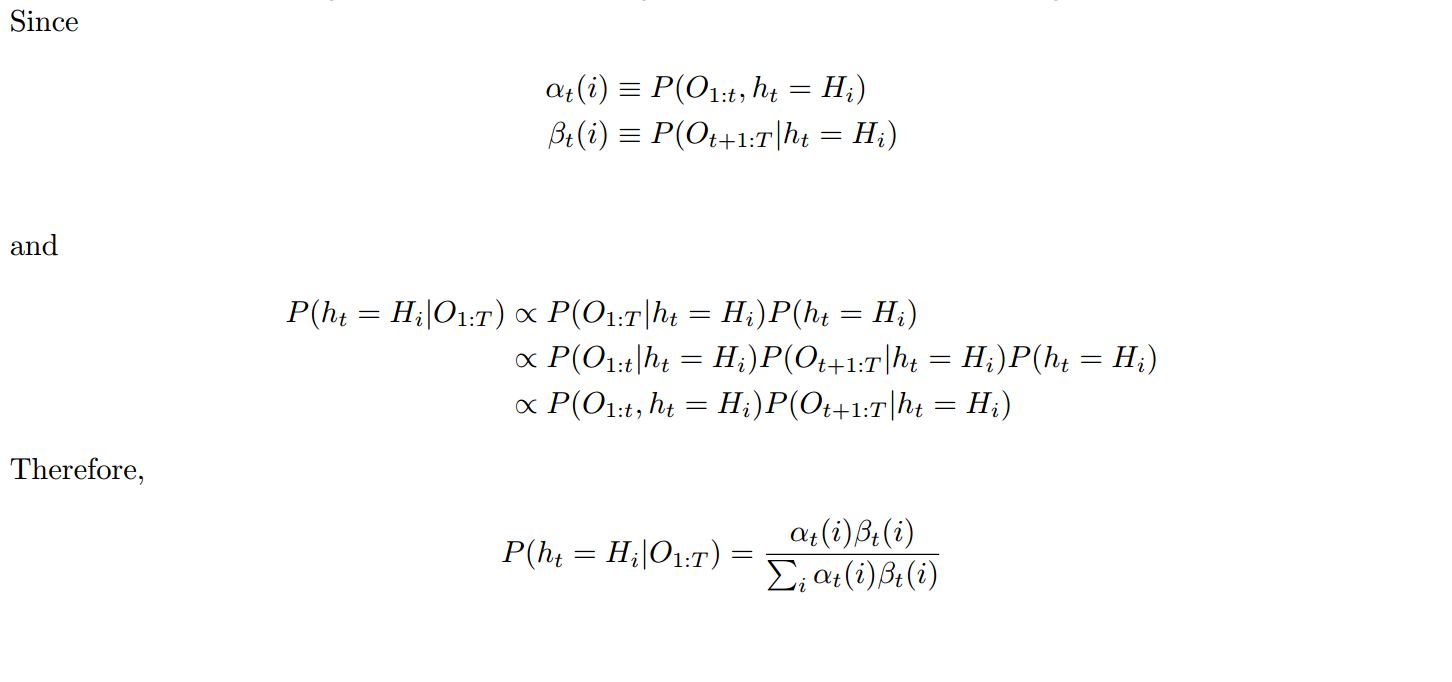 Since
αₜ(i) ≡ P(O₁:ₜ, hₜ = Hᵢ)
βₜ(i) ≡ P(Oₜ₊₁:T|hₜ = Hᵢ)
and
P(hₜ = Hᵢ|O₁:T) ∝ P(O₁:T|hₜ = Hᵢ)P(hₜ = Hᵢ)
∝ P(O₁:ₜ|hₜ = Hᵢ)P(Oₜ₊₁:T|hₜ = Hᵢ)P(hₜ = Hᵢ)
∝ P(O₁:ₜ, hₜ = Hᵢ)P(Oₜ₊₁:T|hₜ = Hᵢ)
Therefore,
P(hₜ = Hᵢ|O₁:T) = αₜ(i)βₜ(i) / ∑ᵢ αₜ(i)βₜ(i)